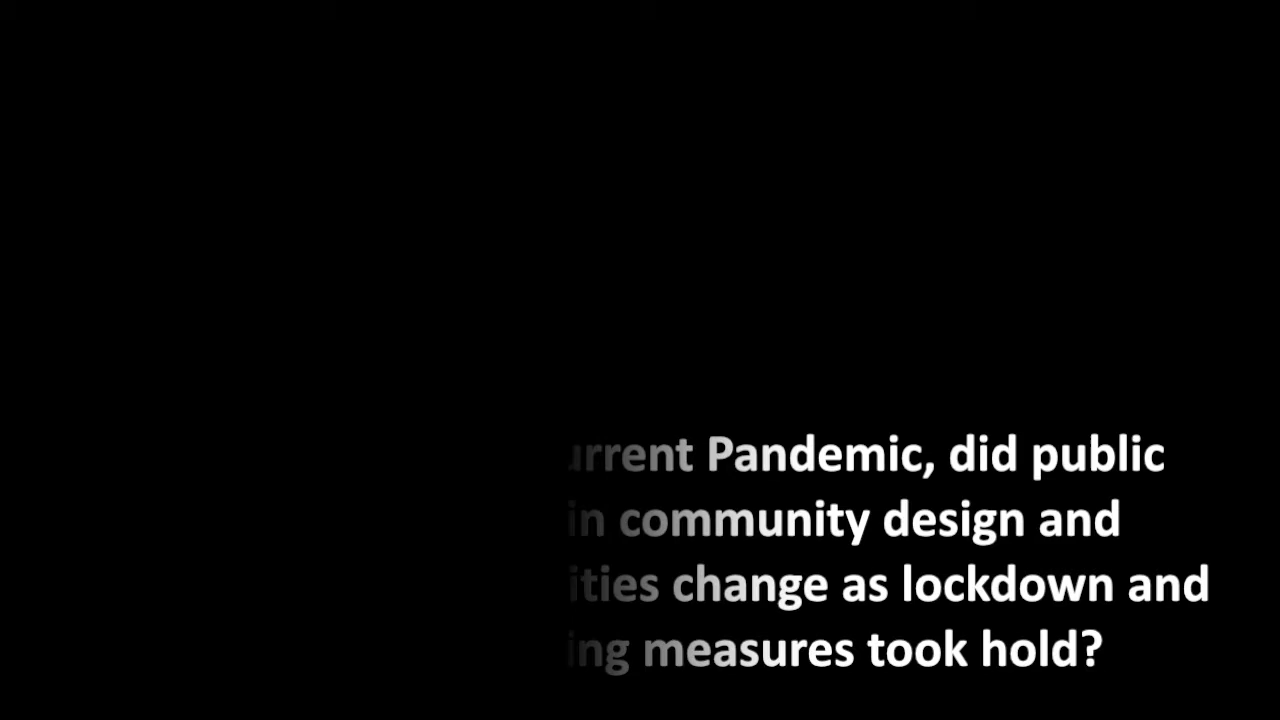 urrent Pandemic, did public
in community design and
ities change as lockdown and
ing measures took hold?